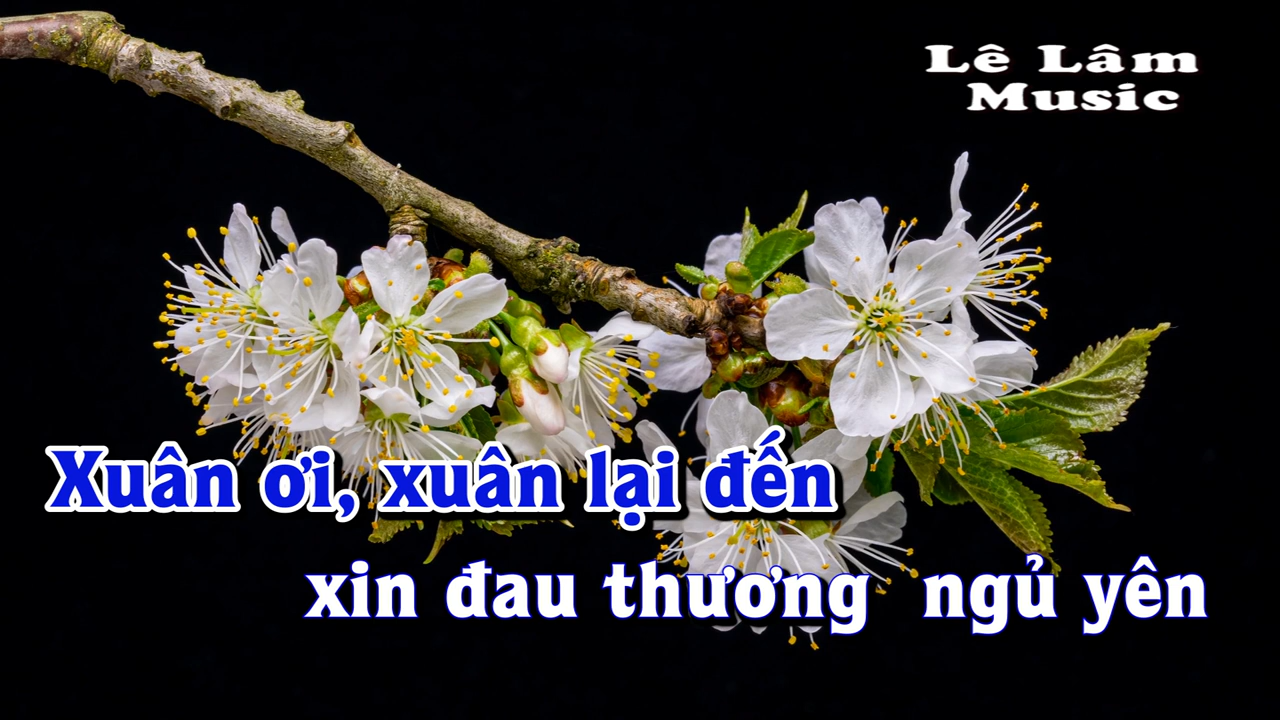 Lê Lâm
Music
Xuân ơi, xuân lại đến
xin đau thương ngủ yên